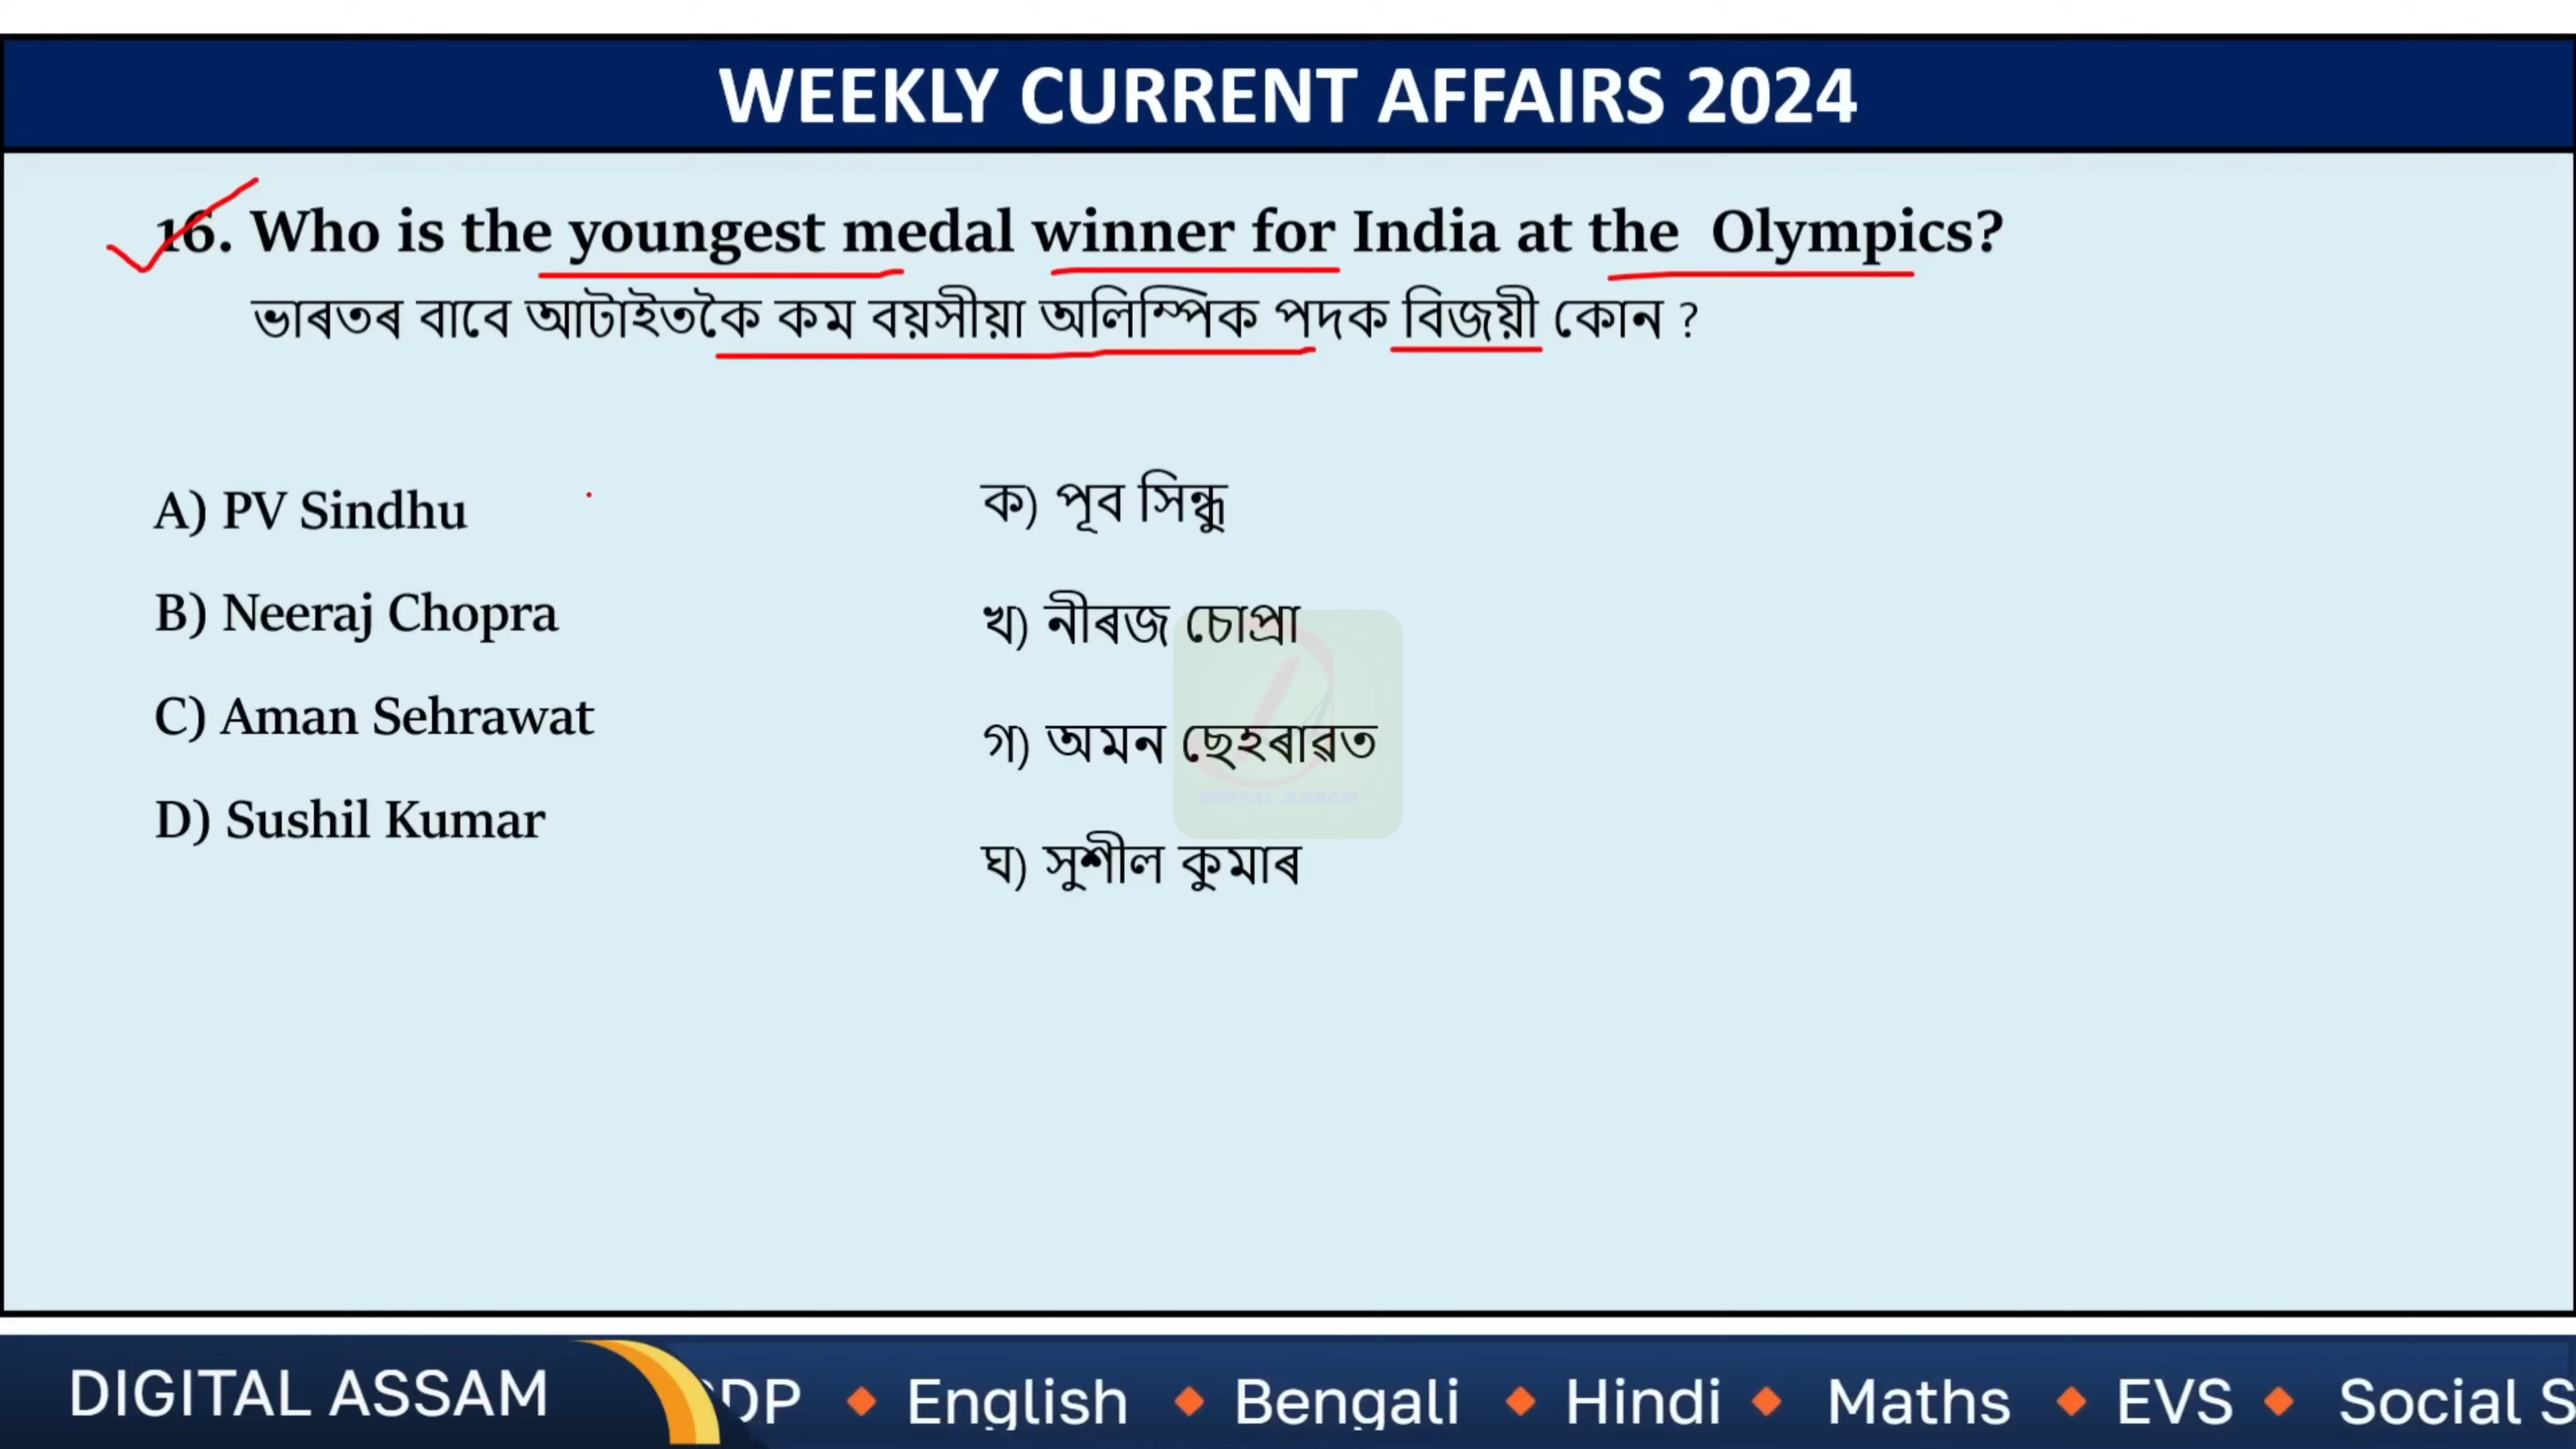 WEEKLY CURRENT AFFAIRS 2024
16. Who is the youngest medal winner for India at the Olympics?
ভাৰতৰ বাবে আটাইতকৈ কম বয়সীয়া অলিম্পিক পদক বিজয়ী কোন ?
A) PV Sindhu
B) Neeraj Chopra
C) Aman Sehrawat
D) Sushil Kumar
ক) পূব সিন্ধু
খ) নীৰজ চোপ্ৰা
গ) অমন ছেহৰাৱত
ঘ) সুশীল কুমাৰ
DIGITAL ASSAM
DIGITAL ASSAM
DP ◆ English ◆ Bengali ◆ Hindi ◆ Maths ◆ EVS ◆ Social S